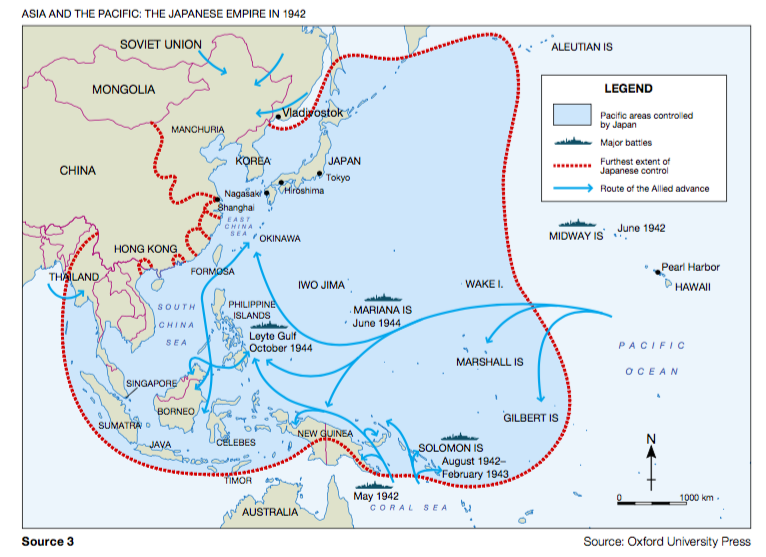 ASIA AND THE PACIFIC: THE JAPANESE EMPIRE IN 1942
SOVIET UNION
ALEUTIAN IS
MONGOLIA
LEGEND
Pacific areas controlled
by Japan
Major battles
Furthest extent of
Japanese control
Route of the Allied advance
Vladivostok
MANCHURIA
CHINA
KOREA
JAPAN
Tokyo
Nagasaki
Hiroshima
Shanghai
EAST
CHINA
SEA
OKINAWA
MIDWAY IS
June 1942
HONG KONG
FORMOSA
THAILAND
Pearl Harbor
HAWAII
IWO JIMA
WAKE I.
PHILIPPINE
ISLANDS
MARIANA IS
June 1944
SOUTH
CHINA
SEA
Leyte Gulf
October 1944
PACIFIC
OCEAN
MARSHALL IS
SINGAPORE
BORNEO
GILBERT IS
SUMATRA
JAVA
CELEBES
NEW GUINEA
SOLOMON IS
August 1942–
February 1943
TIMOR
May 1942
CORAL SEA
AUSTRALIA
N
0 1000 km
Source 3
Source: Oxford University Press